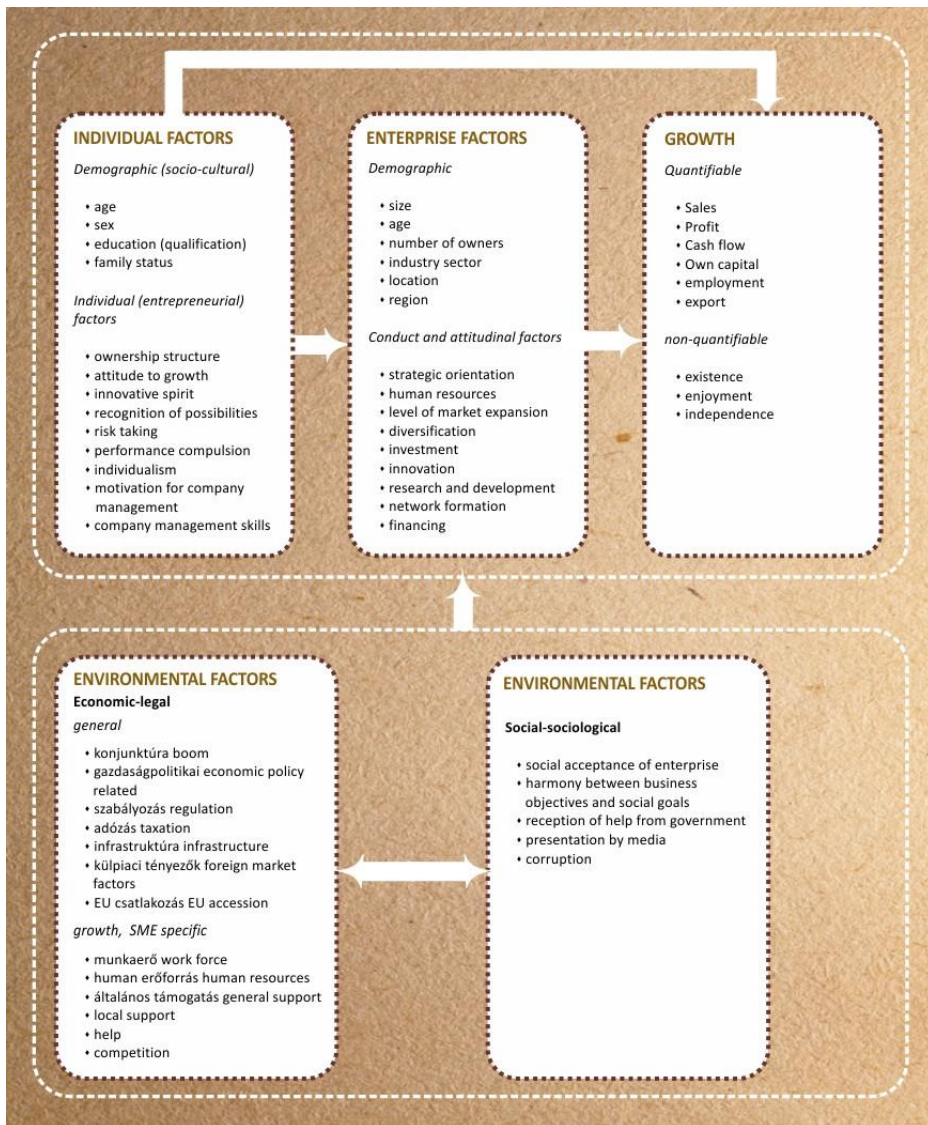 INDIVIDUAL FACTORS
Demographic (socio-cultural)
• age
• sex
• education (qualification)
• family status
Individual (entrepreneurial)
factors
• ownership structure
• attitude to growth
• innovative spirit
• recognition of possibilities
• risk taking
• performance compulsion
• individualism
• motivation for company
management
• company management skills
ENTERPRISE FACTORS
Demographic
• size
• age
• number of owners
• industry sector
• location
• region
Conduct and attitudinal factors
• strategic orientation
• human resources
• level of market expansion
• diversification
• investment
• innovation
• research and development
• network formation
• financing
GROWTH
Quantifiable
• Sales
• Profit
• Cash flow
• Own capital
• employment
• export
non-quantifiable
• existence
• enjoyment
• independence
ENVIRONMENTAL FACTORS
Economic-legal
general
• konjunktúra boom
• gazdaságpolitikai economic policy
related
• szabályozás regulation
• adózás taxation
• infrastruktúra infrastructure
• külpiaci tényezők foreign market
factors
• EU csatlakozás EU accession
growth, SME specific
• munkaerő work force
• human erőforrás human resources
• általános támogatás general support
• local support
• help
• competition
ENVIRONMENTAL FACTORS
Social-sociological
• social acceptance of enterprise
• harmony between business
objectives and social goals
• reception of help from government
• presentation by media
• corruption